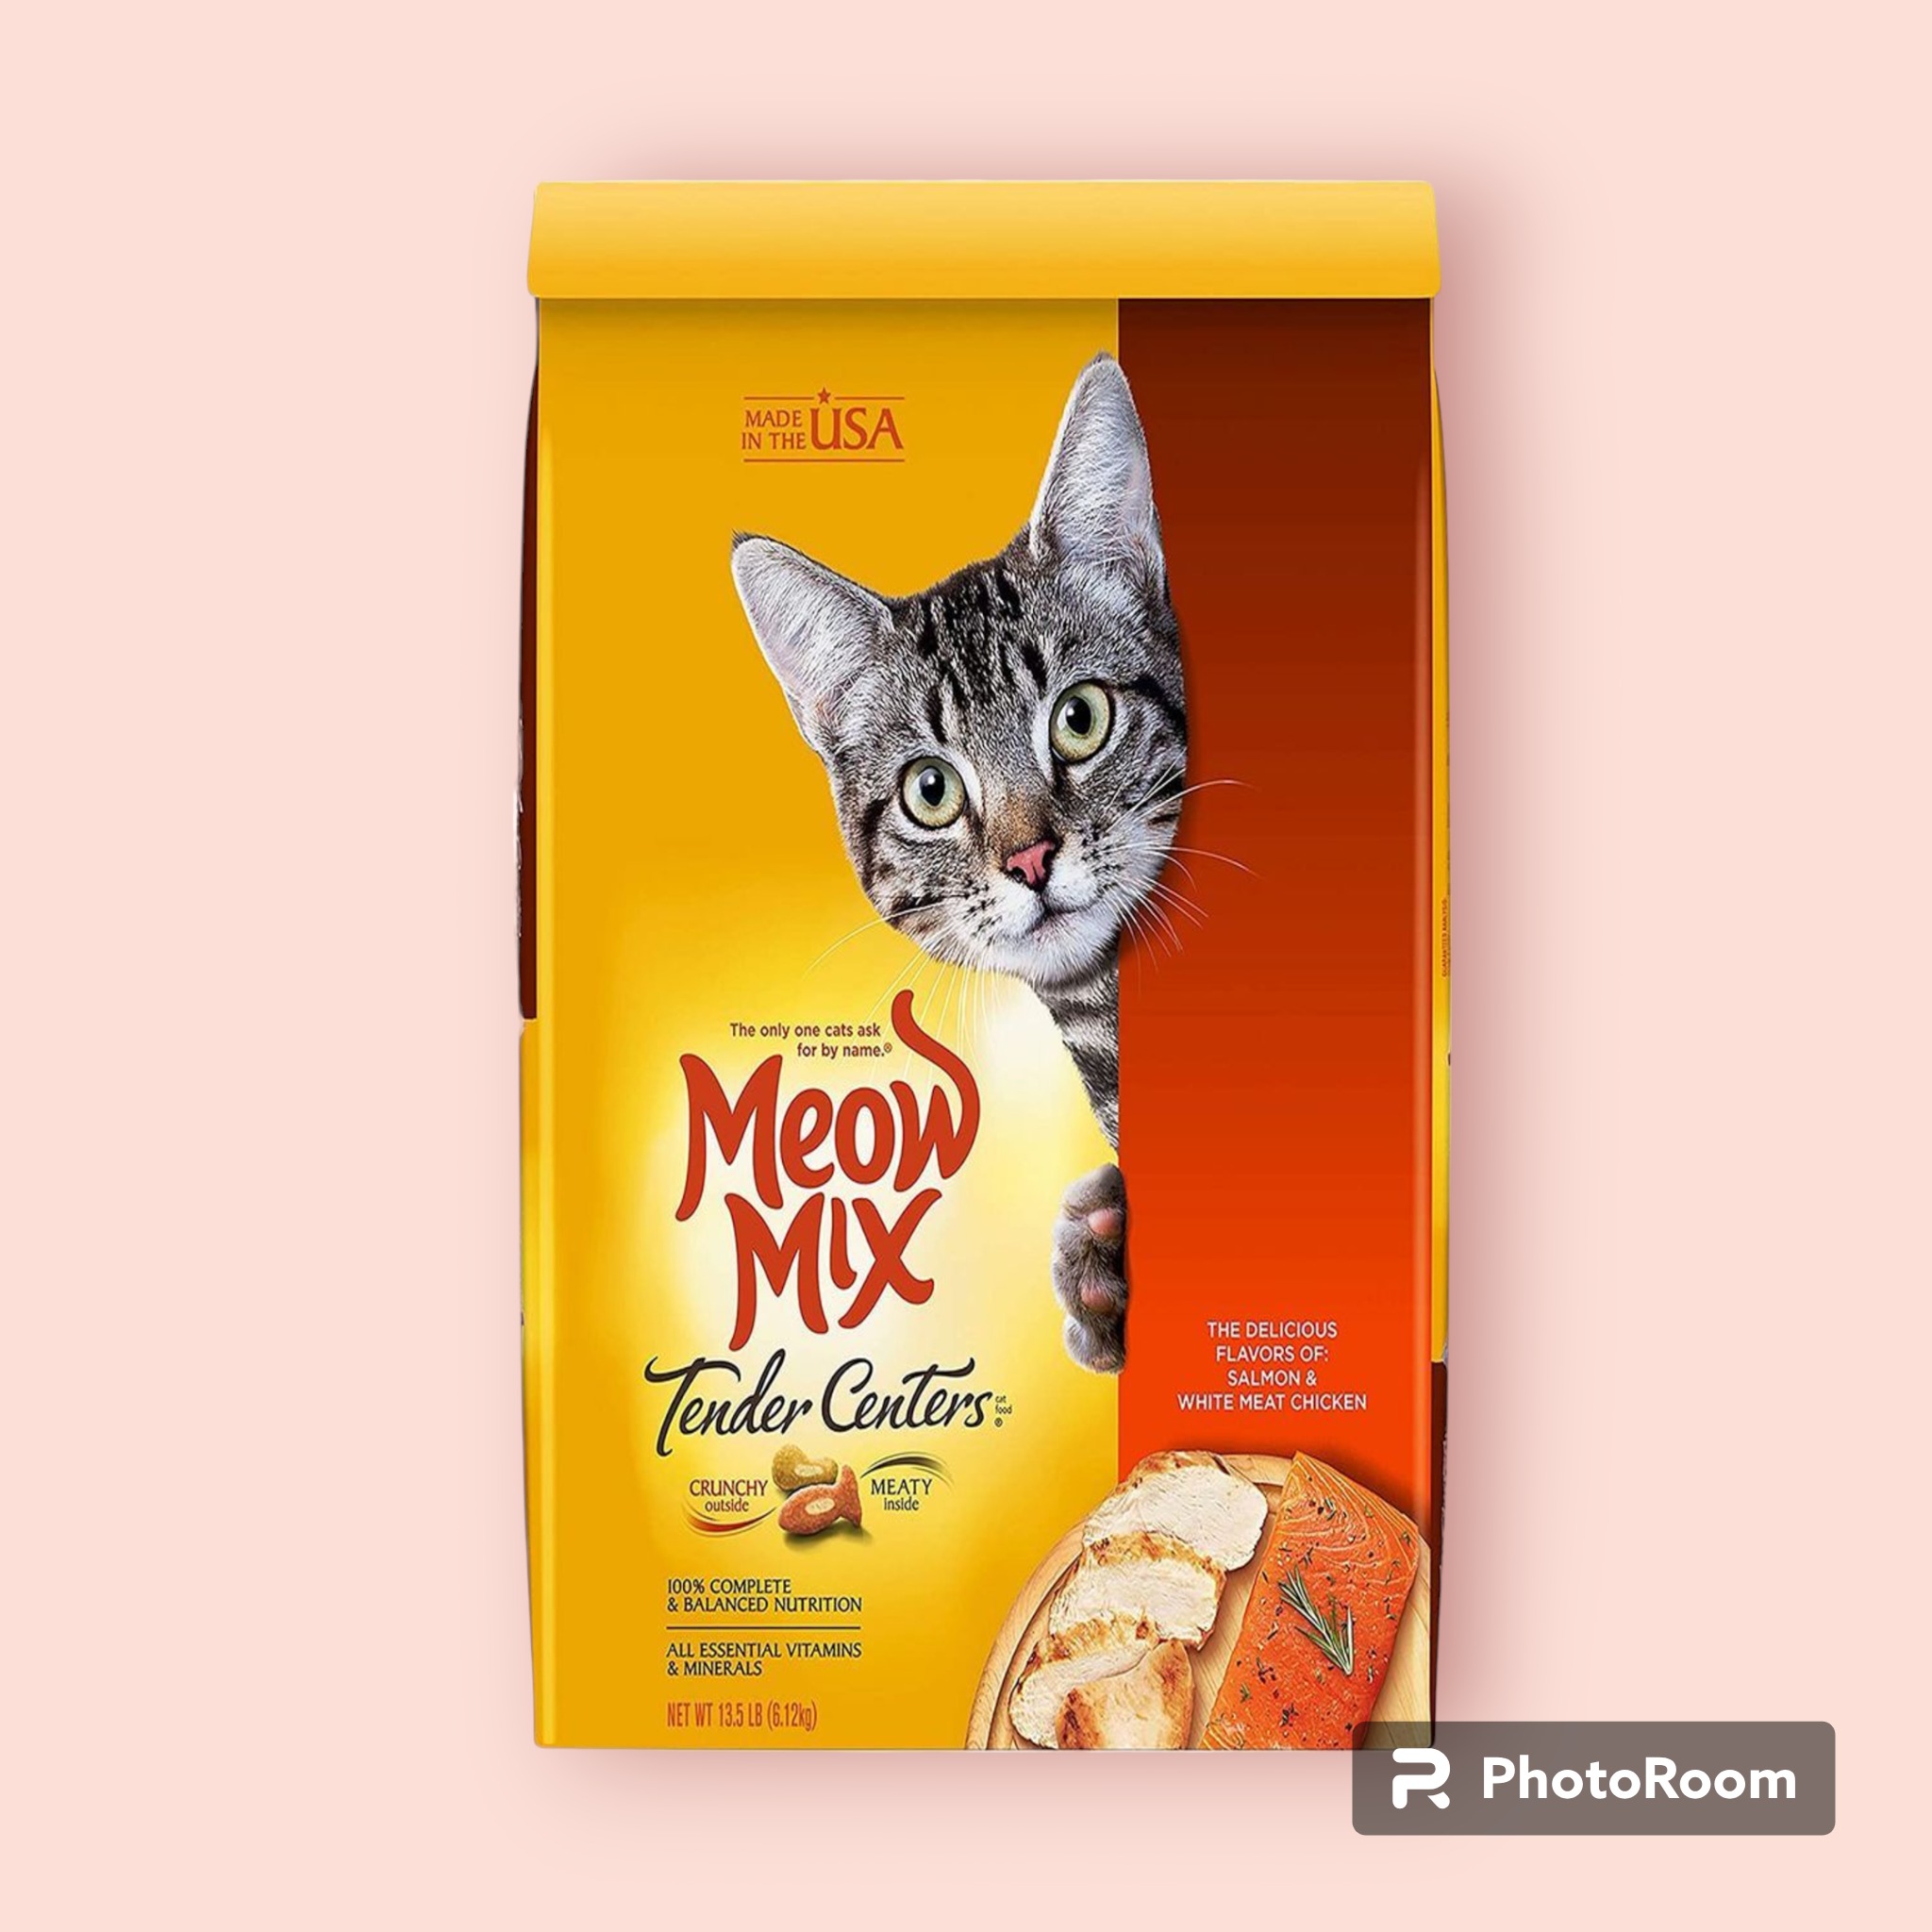 MADE
IN THE USA
The only one cats ask
for by name.®
Meow
Mix
Tender Centers cat food ®
CRUNCHY
outside
MEATY
inside
100% COMPLETE
& BALANCED NUTRITION
ALL ESSENTIAL VITAMINS
& MINERALS
NET WT 13.5 LB (6.12kg)
THE DELICIOUS
FLAVORS OF:
SALMON &
WHITE MEAT CHICKEN
PhotoRoom